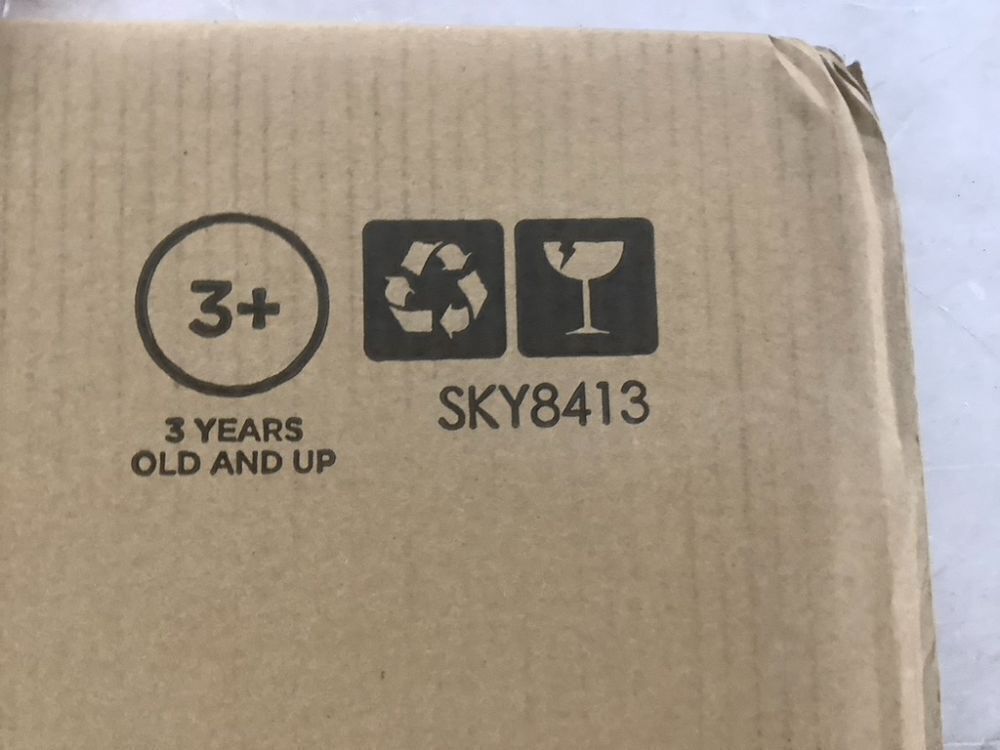 3+
3 YEARS
OLD AND UP
SKY8413